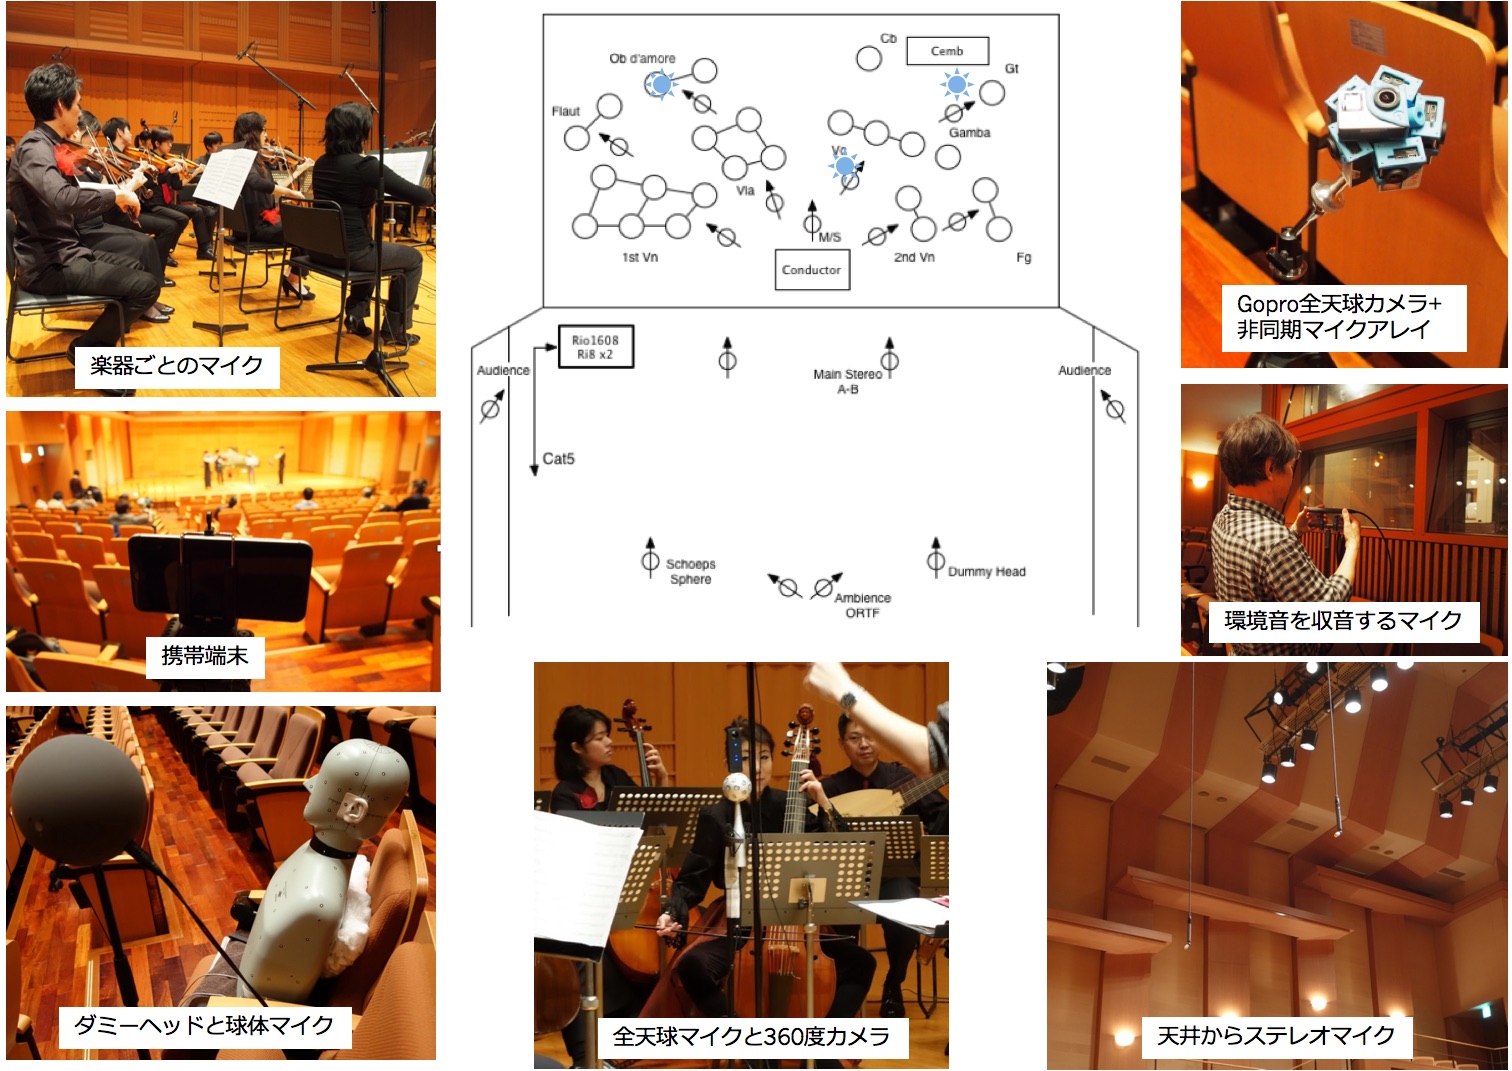 Cb
Cemb
Ob d'amore
Gt
Flaut
Gamba
Va
Vla
M/S
1st Vn
Conductor
2nd Vn
Fg
Rio1608
Ri8 x2
Audience
Main Stereo
A-B
Audience
Cat5
Schoeps
Sphere
Dummy Head
Ambience
ORTF
楽器ごとのマイク
Gopro全天球カメラ+
非同期マイクアレイ
携帯端末
環境音を収音するマイク
ダミーヘッドと球体マイク
全天球マイクと360度カメラ
天井からステレオマイク